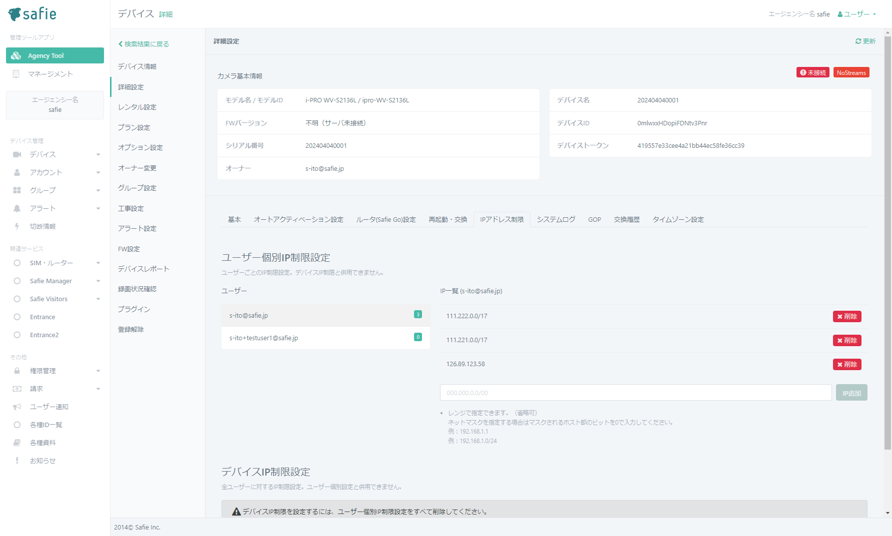 safie
デバイス 詳細
エージェンシー名 safie
ユーザー
管理ツールアプリ
Agency Tool
マネージメント
エージェンシー名
safie
デバイス管理
デバイス
アカウント
グループ
アラート
切断情報
映像サービス
SIM・ルーター
Safie Manager
Safie Visitors
Entrance
Entrance2
その他
権限管理
請求
ユーザー通知
各種ID一覧
各種資料
お知らせ
検索結果に戻る
デバイス情報
詳細設定
レンタル設定
プラン設定
オプション設定
オーナー変更
グループ設定
工事設定
アラート設定
FW設定
デバイスレポート
録画状況確認
プラグイン
登録解除
詳細設定
更新
カメラ基本情報
未接続
NoStreams
モデル名 / モデルID i-PRO WV-S2136L / ipro-WV-S2136L
FWバージョン 不明（サーバ未接続）
シリアル番号 202404040001
オーナー s-ito@safie.jp
デバイス名 202404040001
デバイスID 0mlwxxHDopiFDNtv3Pnr
デバイストークン 419557e33cee4a21bb44ec58fe36cc39
基本 オートアクティベーション設定 ルータ(Safie Go)設定 再起動・交換 IPアドレス制限 システムログ GOP 交換履歴 タイムゾーン設定
ユーザー個別IP制限設定
ユーザーごとのIP制限設定。デバイスIP制限と併用できません。
ユーザー
s-ito@safie.jp 3
s-ito+testuser1@safie.jp 0
IP一覧 (s-ito@safie.jp)
111.222.0.0/17 削除
111.221.0.0/17 削除
126.89.123.58 削除
000.000.0.0/00 IP追加
• レンジで指定できます。（省略可）
ネットマスクを指定する場合はマスクされるホスト部のビットを0で入力してください。
例：192.168.1.1
例：192.168.1.0/24
デバイスIP制限設定
全ユーザーに対するIP制限設定。ユーザー個別設定と併用できません。
デバイスIP制限を設定するには、ユーザー個別IP制限設定をすべて削除してください。
2014© Safie Inc.